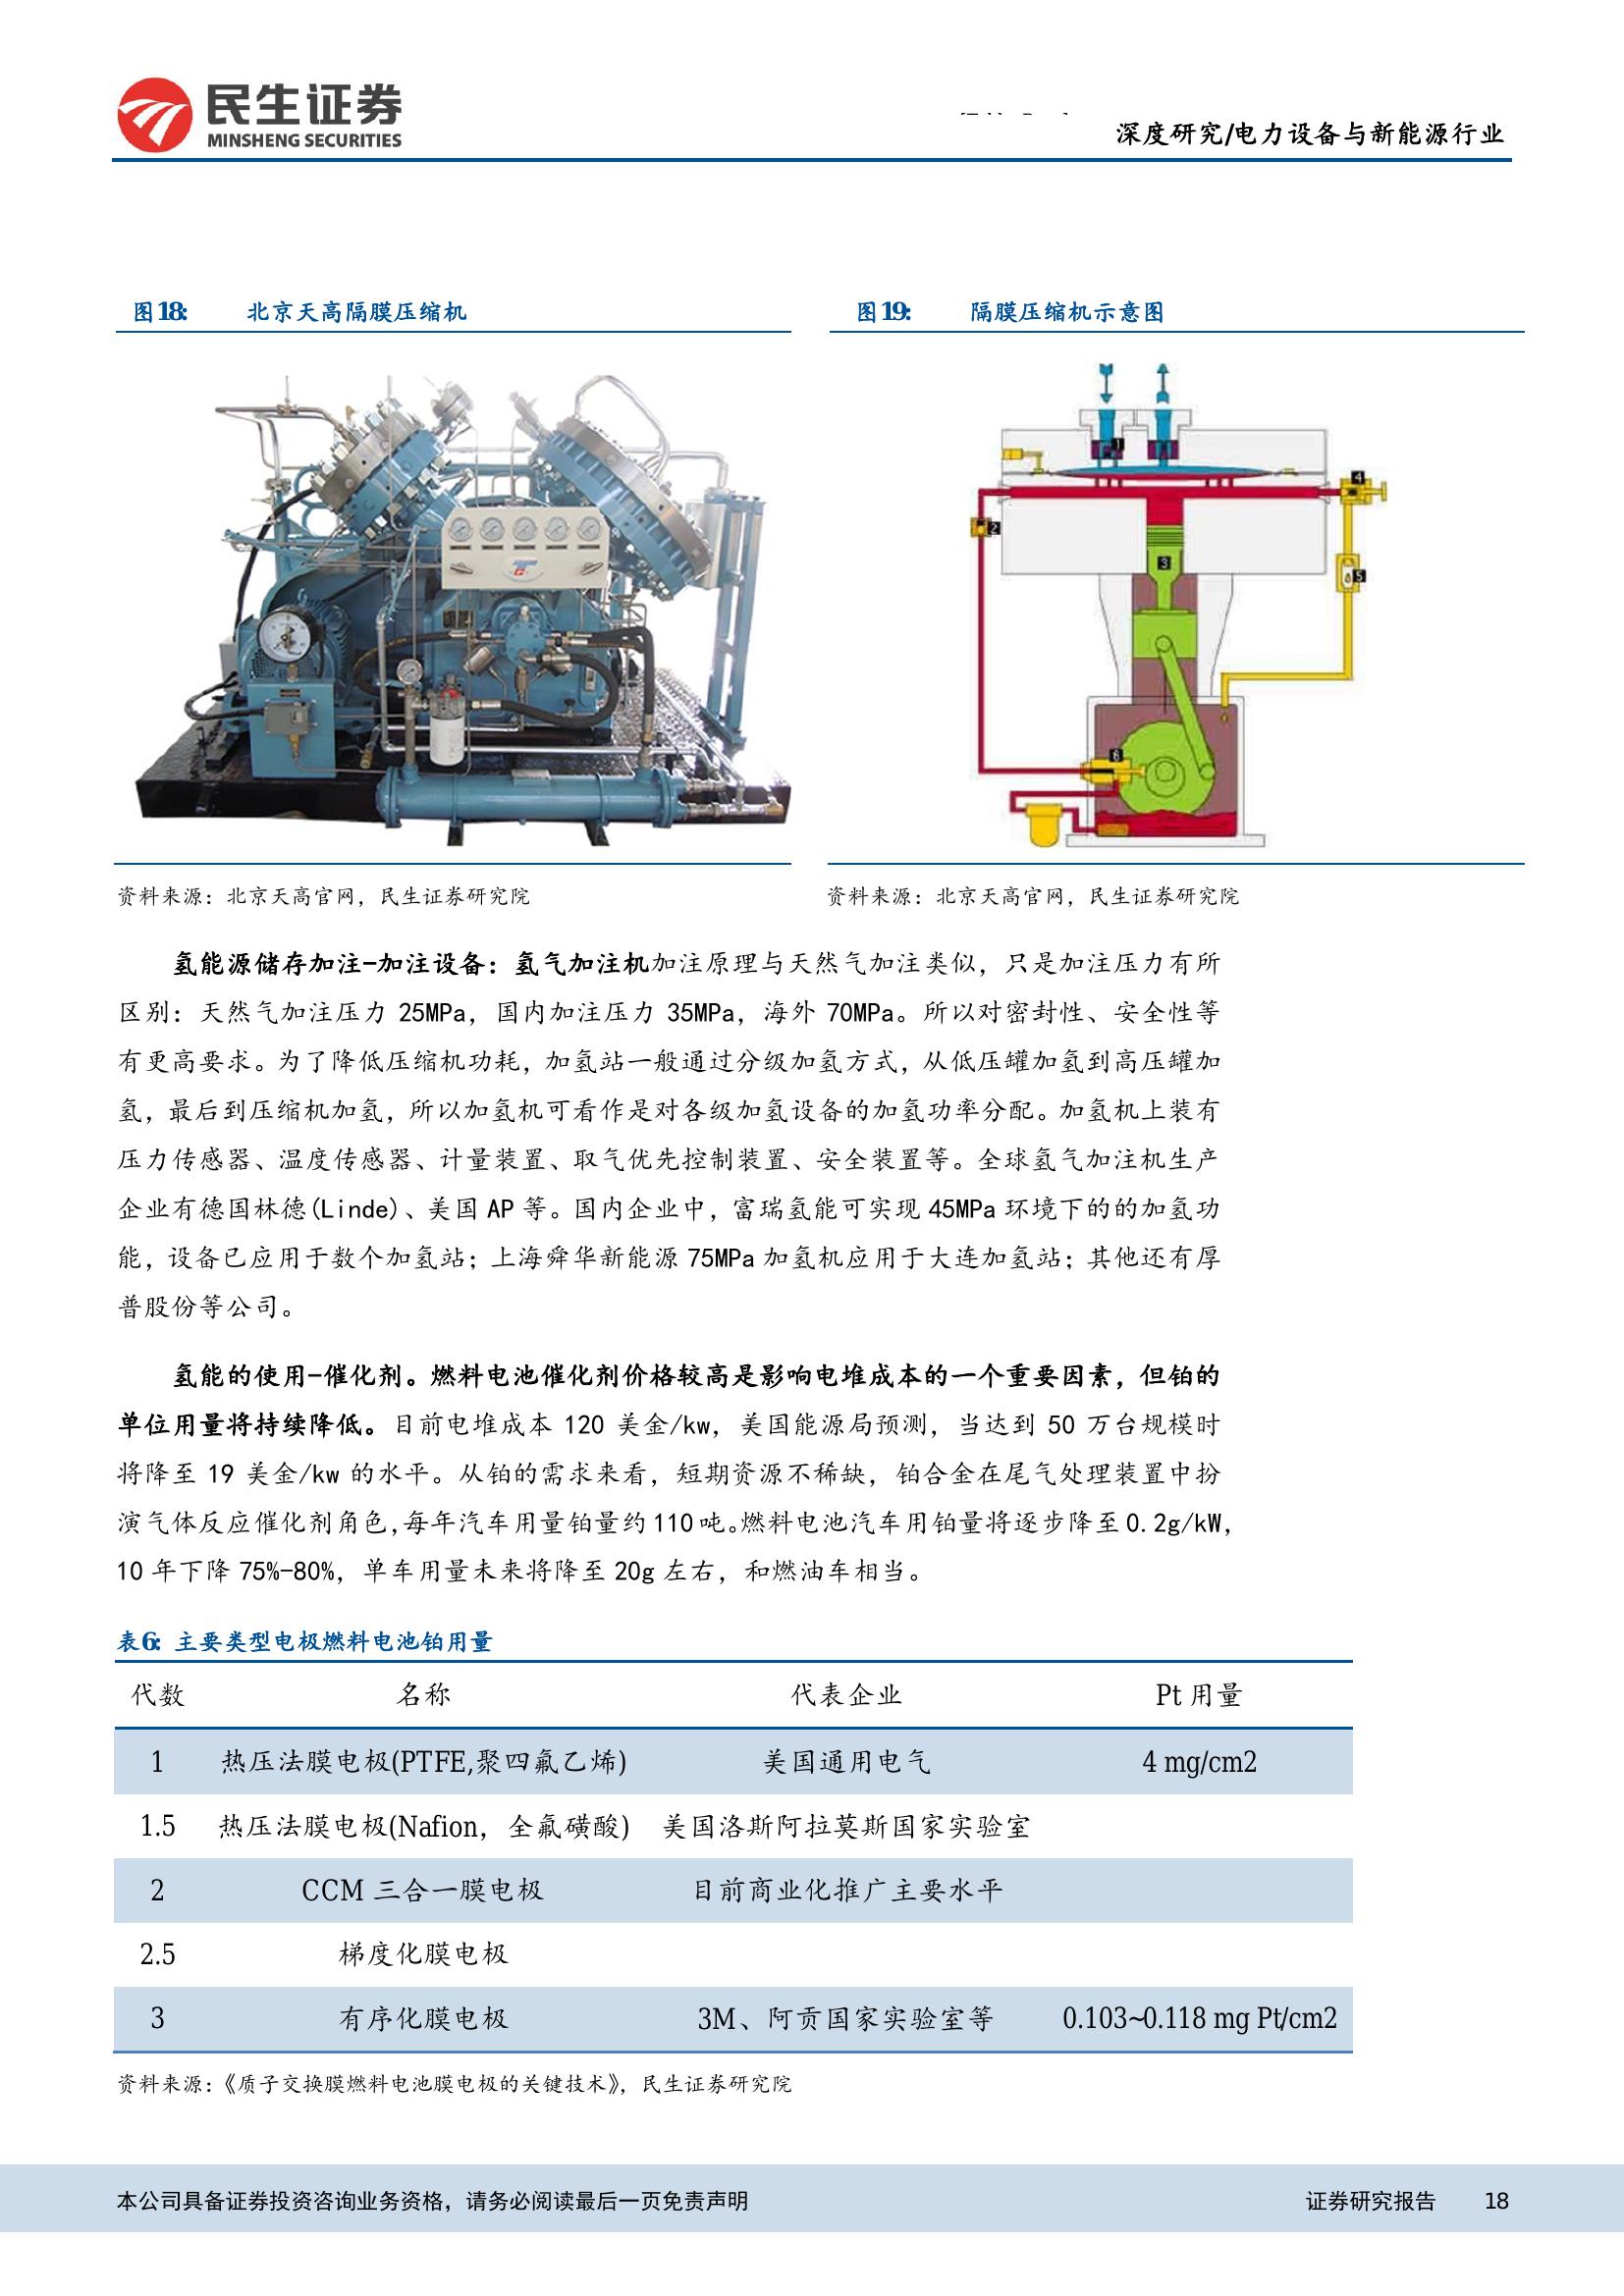 民生证券
MINSHENG SECURITIES
深度研究/电力设备与新能源行业
图18: 北京天高隔膜压缩机
图19: 隔膜压缩机示意图
1
2
3
4
5
6
资料来源：北京天高官网，民生证券研究院
资料来源：北京天高官网，民生证券研究院
氢能源储存加注-加注设备：氢气加注机加注原理与天然气加注类似，只是加注压力有所
区别：天然气加注压力 25MPa，国内加注压力 35MPa，海外 70MPa。所以对密封性、安全性等
有更高要求。为了降低压缩机功耗，加氢站一般通过分级加氢方式，从低压罐加氢到高压罐加
氢，最后到压缩机加氢，所以加氢机可看作是对各级加氢设备的加氢功率分配。加氢机上装有
压力传感器、温度传感器、计量装置、取气优先控制装置、安全装置等。全球氢气加注机生产
企业有德国林德(Linde)、美国 AP 等。国内企业中，富瑞氢能可实现 45MPa 环境下的的加氢功
能，设备已应用于数个加氢站；上海舜华新能源 75MPa 加氢机应用于大连加氢站；其他还有厚
普股份等公司。
氢能的使用-催化剂。燃料电池催化剂价格较高是影响电堆成本的一个重要因素，但铂的
单位用量将持续降低。目前电堆成本 120 美金/kw，美国能源局预测，当达到 50 万台规模时
将降至 19 美金/kw 的水平。从铂的需求来看，短期资源不稀缺，铂合金在尾气处理装置中扮
演气体反应催化剂角色,每年汽车用量铂量约 110 吨。燃料电池汽车用铂量将逐步降至 0.2g/kW，
10 年下降 75%-80%，单车用量未来将降至 20g 左右，和燃油车相当。
表6: 主要类型电极燃料电池铂用量
代数 名称 代表企业 Pt 用量
1 热压法膜电极(PTFE,聚四氟乙烯) 美国通用电气 4 mg/cm2
1.5 热压法膜电极(Nafion，全氟磺酸) 美国洛斯阿拉莫斯国家实验室
2 CCM 三合一膜电极 目前商业化推广主要水平
2.5 梯度化膜电极
3 有序化膜电极 3M、阿贡国家实验室等 0.103~0.118 mg Pt/cm2
资料来源：《质子交换膜燃料电池膜电极的关键技术》，民生证券研究院
本公司具备证券投资咨询业务资格，请务必阅读最后一页免责声明 证券研究报告 18